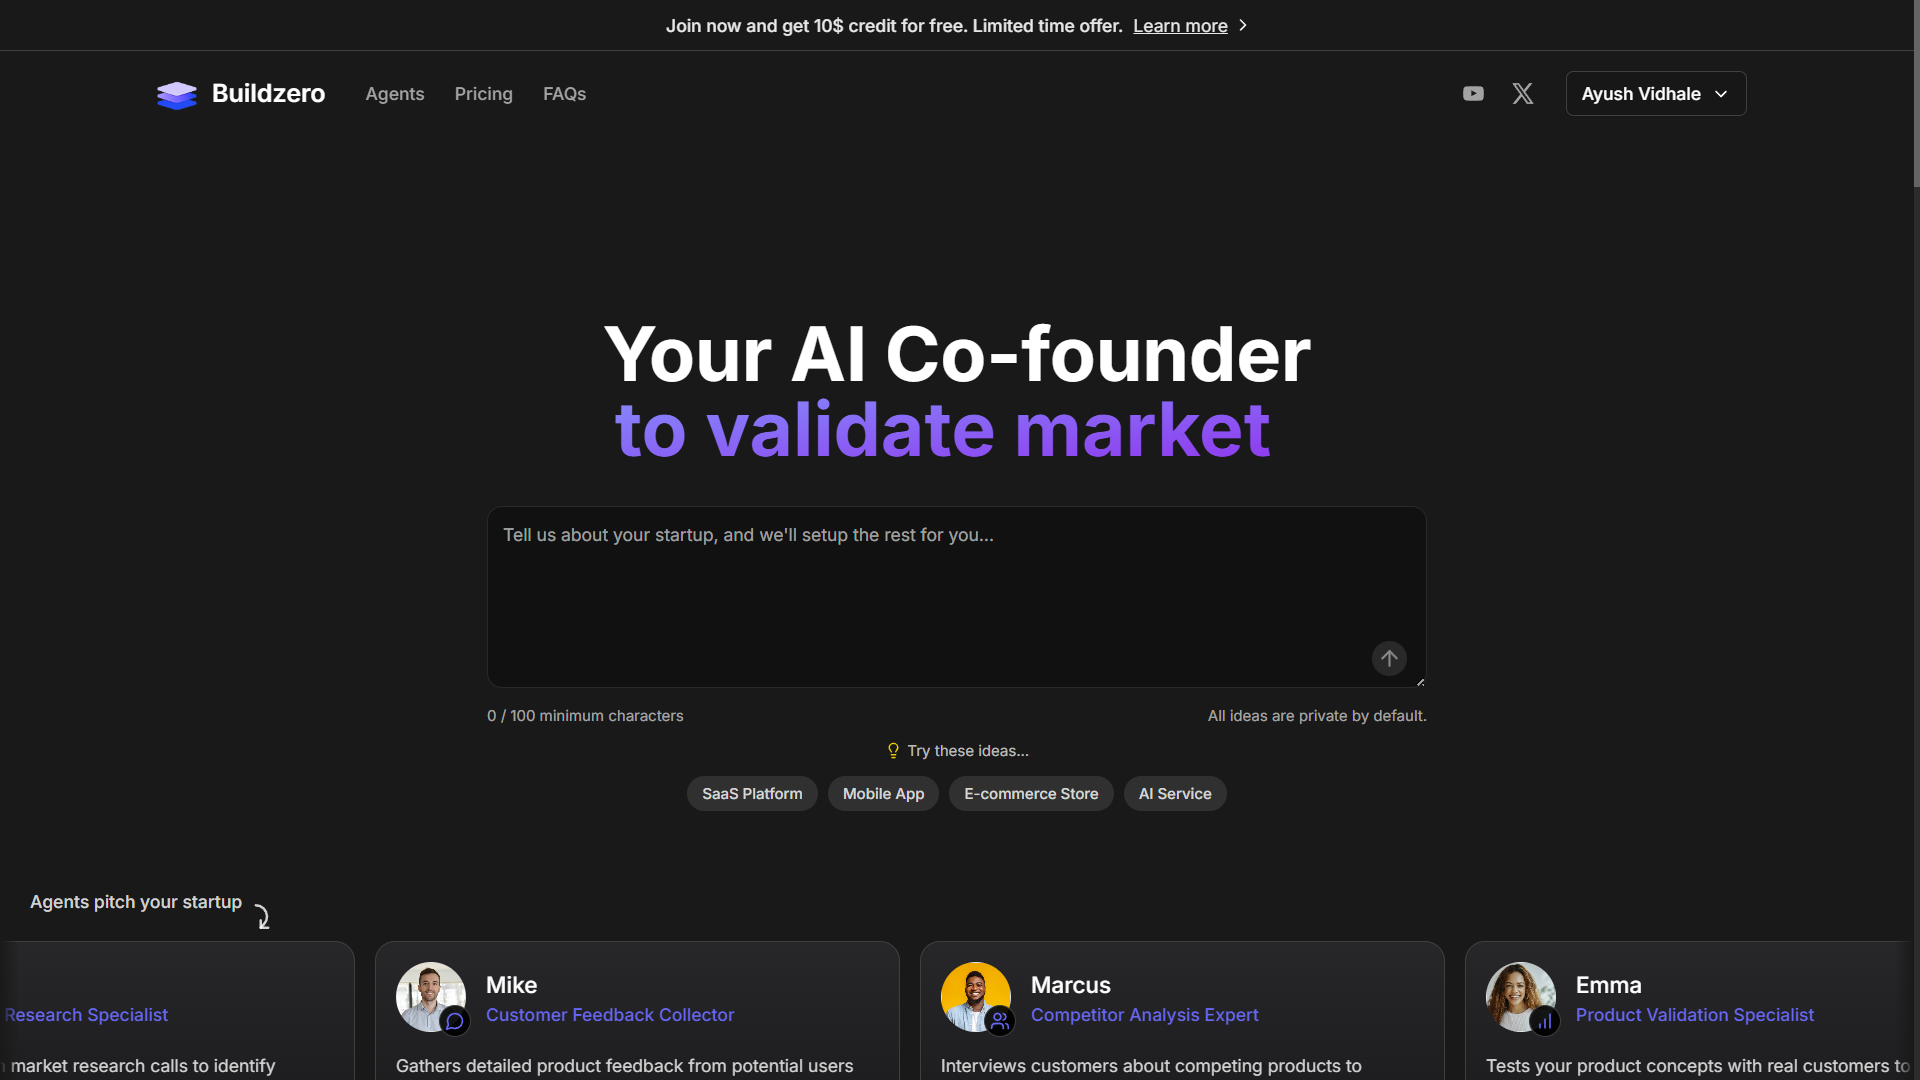 Join now and get 10$ credit for free. Limited time offer. Learn more
Buildzero Agents Pricing FAQs Ayush Vidhale
Your AI Co-founder
to validate market
Tell us about your startup, and we'll setup the rest for you...
0 / 100 minimum characters All ideas are private by default.
Try these ideas...
SaaS Platform Mobile App E-commerce Store AI Service
Agents pitch your startup
Mike Marcus Emma
Research Specialist Customer Feedback Collector Competitor Analysis Expert Product Validation Specialist
market research calls to identify Gathers detailed product feedback from potential users Interviews customers about competing products to Tests your product concepts with real customers to